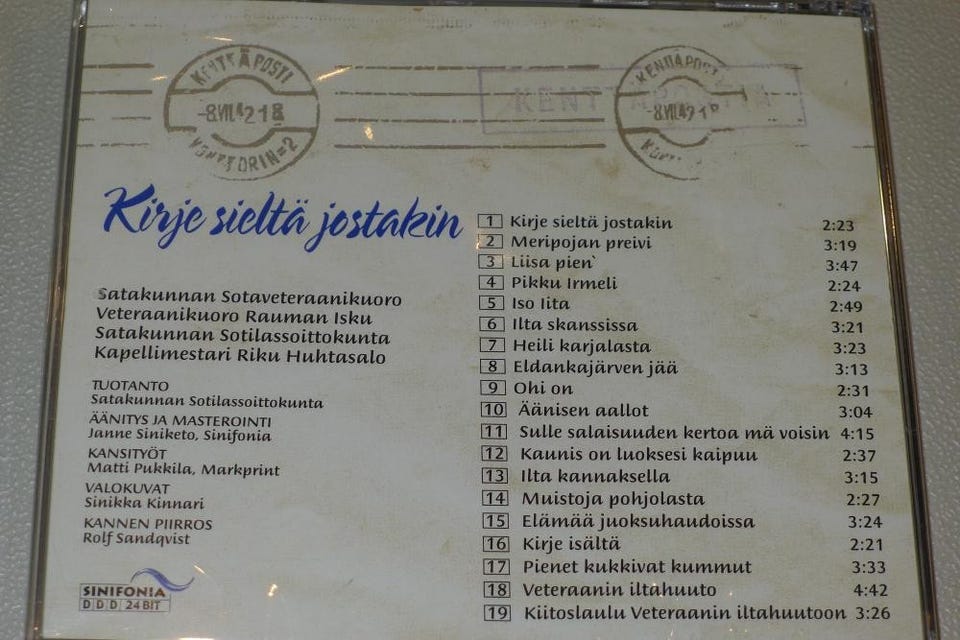 KENTTÄPOSTI
-8.VII.42 18
KONTTORI N=2
KENTTÄPOSTI
-8.VII.42 18
KENTTÄPOSTIA
Kirje sieltä jostakin
Satakunnan Sotaveteraanikuoro
Veteraanikuoro Rauman Isku
Satakunnan Sotilassoittokunta
Kapellimestari Riku Huhtasalo
TUOTANTO
Satakunnan Sotilassoittokunta
ÄÄNITYS JA MASTEROINTI
Janne Siniketo, Sinifonia
KANSITYÖT
Matti Pukkila, Markprint
VALOKUVAT
Sinikka Kinnari
KANNEN PIIRROS
Rolf Sandqvist
SINIFONIA
D D D 24 BIT
1 Kirje sieltä jostakin 2:23
2 Meripojan preivi 3:19
3 Liisa pien` 3:47
4 Pikku Irmeli 2:24
5 Iso Iita 2:49
6 Ilta skanssissa 3:21
7 Heili karjalasta 3:23
8 Eldankajärven jää 3:13
9 Ohi on 2:31
10 Äänisen aallot 3:04
11 Sulle salaisuuden kertoa mä voisin 4:15
12 Kaunis on luoksesi kaipuu 2:37
13 Ilta kannaksella 3:15
14 Muistoja pohjolasta 2:27
15 Elämää juoksuhaudoissa 3:24
16 Kirje isältä 2:21
17 Pienet kukkivat kummut 3:33
18 Veteraanin iltahuuto 4:42
19 Kiitoslaulu Veteraanin iltahuutoon 3:26